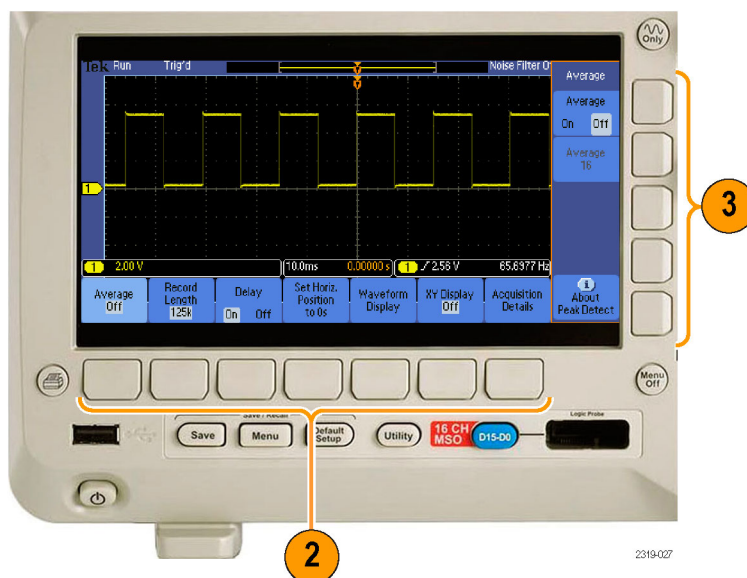 Only
Tek Run Trig'd Noise Filter Of
Average
Average
On Off
Average
16
1
1 2.00 V 10.0ms 0.00000 s 1 2.56 V 65.6977 Hz
Average
Off
Record
Length
125k
Delay
On Off
Set Horiz.
Position
to 0s
Waveform
Display
XY Display
Off
Acquisition
Details
i
About
Peak Detect
3
Menu
Off
Save / Recall
Save
Menu
Default
Setup
Utility
16 CH
MSO
D15-D0
Logic Probe
2
2319-027